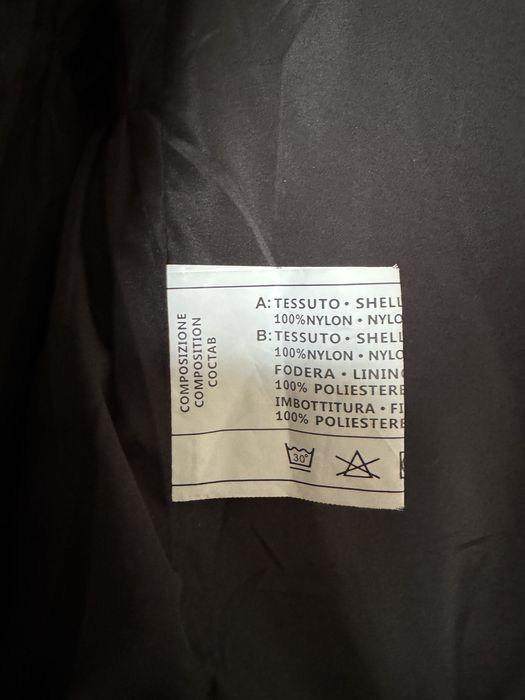 COMPOSIZIONE
COMPOSITION
СОСТАВ
A: TESSUTO • SHELL
100%NYLON • NYLO
B: TESSUTO • SHELL
100%NYLON • NYLO
FODERA • LINING
100% POLIESTERE
IMBOTTITURA • FI
100% POLIESTERE
30°